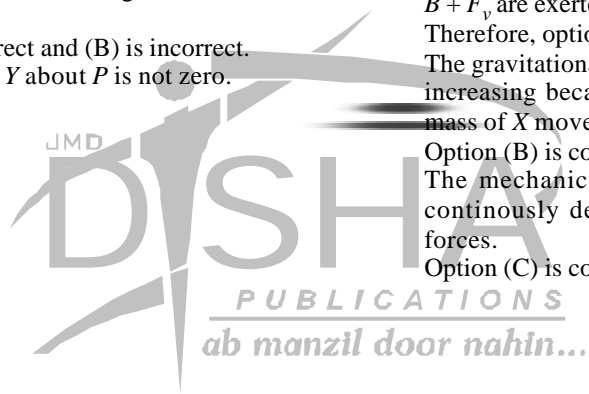 rect and (B) is incorrect.
Y about P is not zero.
B + F_v are exerte
Therefore, optio
The gravitationa
increasing beca
mass of X move
Option (B) is co
The mechanic
continously de
forces.
Option (C) is co
JMD
DISHA
PUBLICATIONS
ab manzil door nahin...